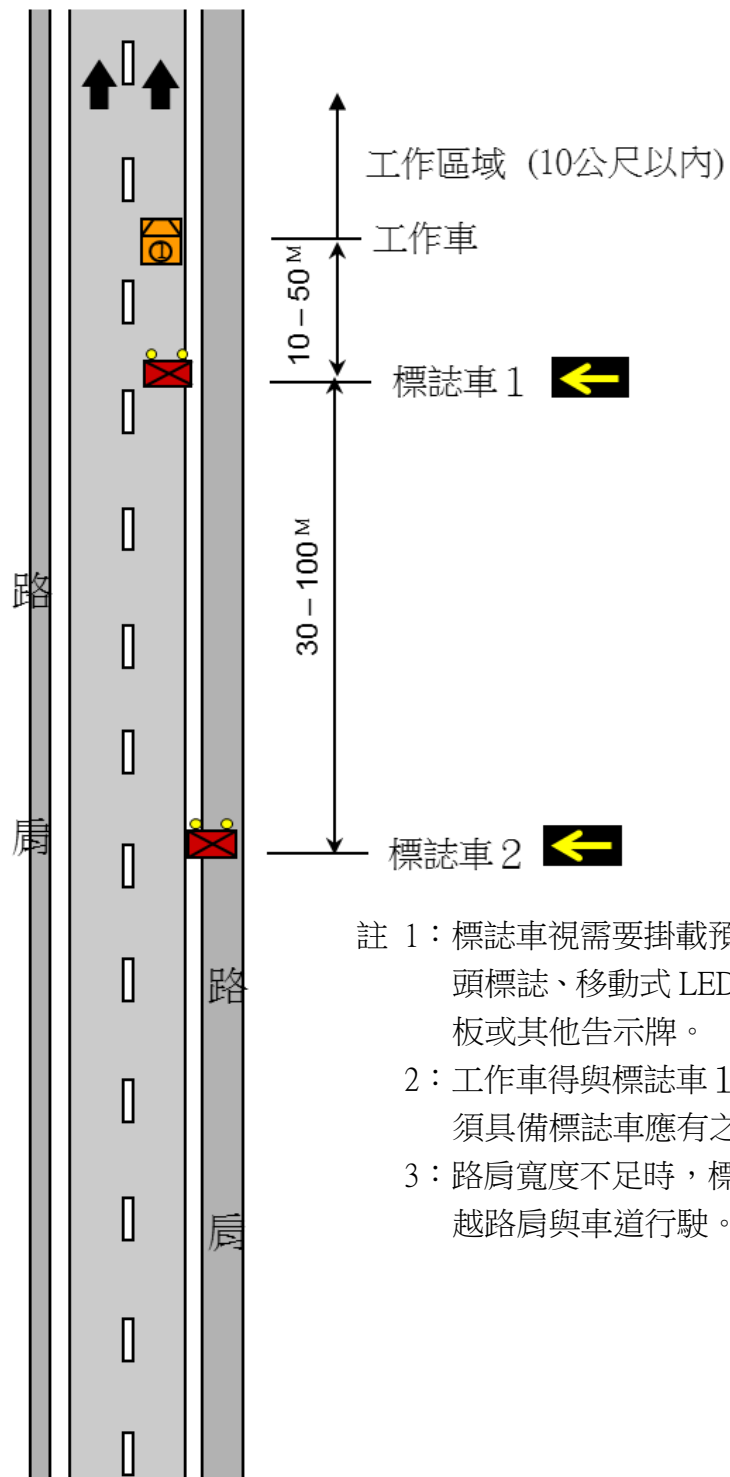 工作區域 (10公尺以內)
工作車
①
10－50M
標誌車1
30－100M
路
肩
標誌車2
註 1：標誌車視需要掛載預
頭標誌、移動式 LED
板或其他告示牌。
2：工作車得與標誌車1
須具備標誌車應有之
3：路肩寬度不足時，標
越路肩與車道行駛。
路
肩